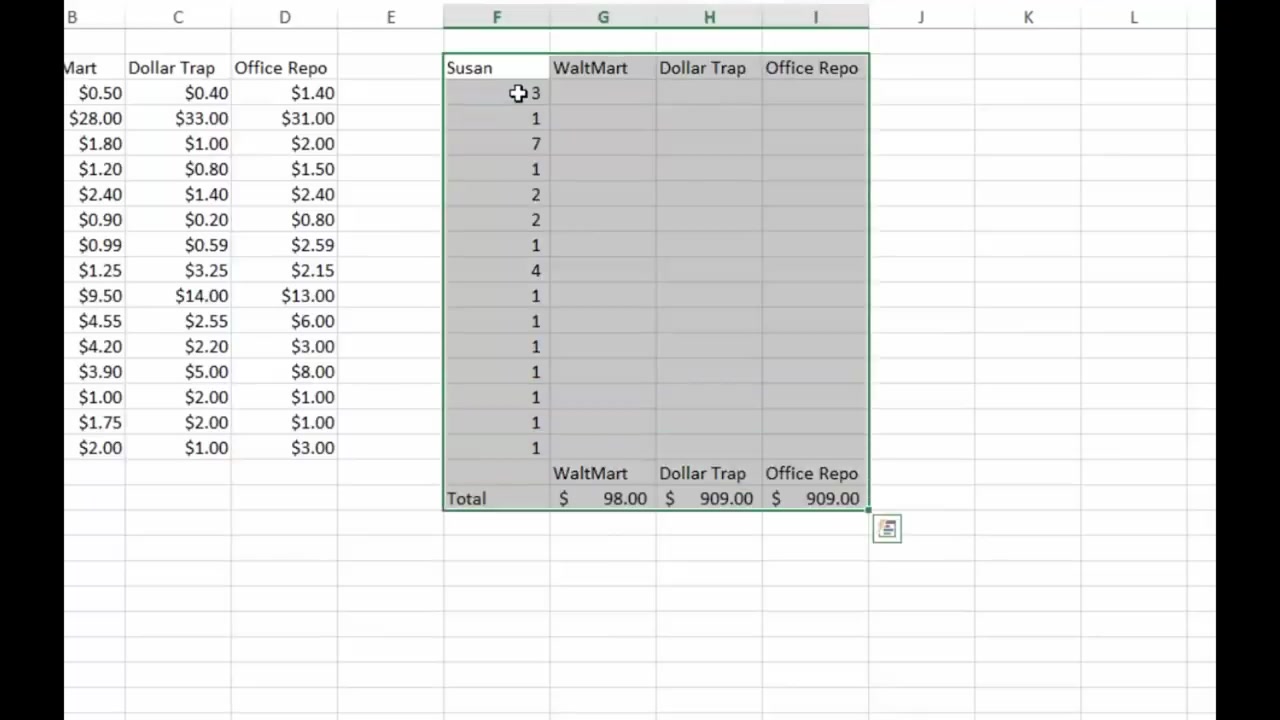 B C D E F G H I J K L
Mart Dollar Trap Office Repo Susan WaltMart Dollar Trap Office Repo
$0.50 $0.40 $1.40 3
$28.00 $33.00 $31.00 1
$1.80 $1.00 $2.00 7
$1.20 $0.80 $1.50 1
$2.40 $1.40 $2.40 2
$0.90 $0.20 $0.80 2
$0.99 $0.59 $2.59 1
$1.25 $3.25 $2.15 4
$9.50 $14.00 $13.00 1
$4.55 $2.55 $6.00 1
$4.20 $2.20 $3.00 1
$3.90 $5.00 $8.00 1
$1.00 $2.00 $1.00 1
$1.75 $2.00 $1.00 1
$2.00 $1.00 $3.00 1
WaltMart Dollar Trap Office Repo
Total $ 98.00 $ 909.00 $ 909.00